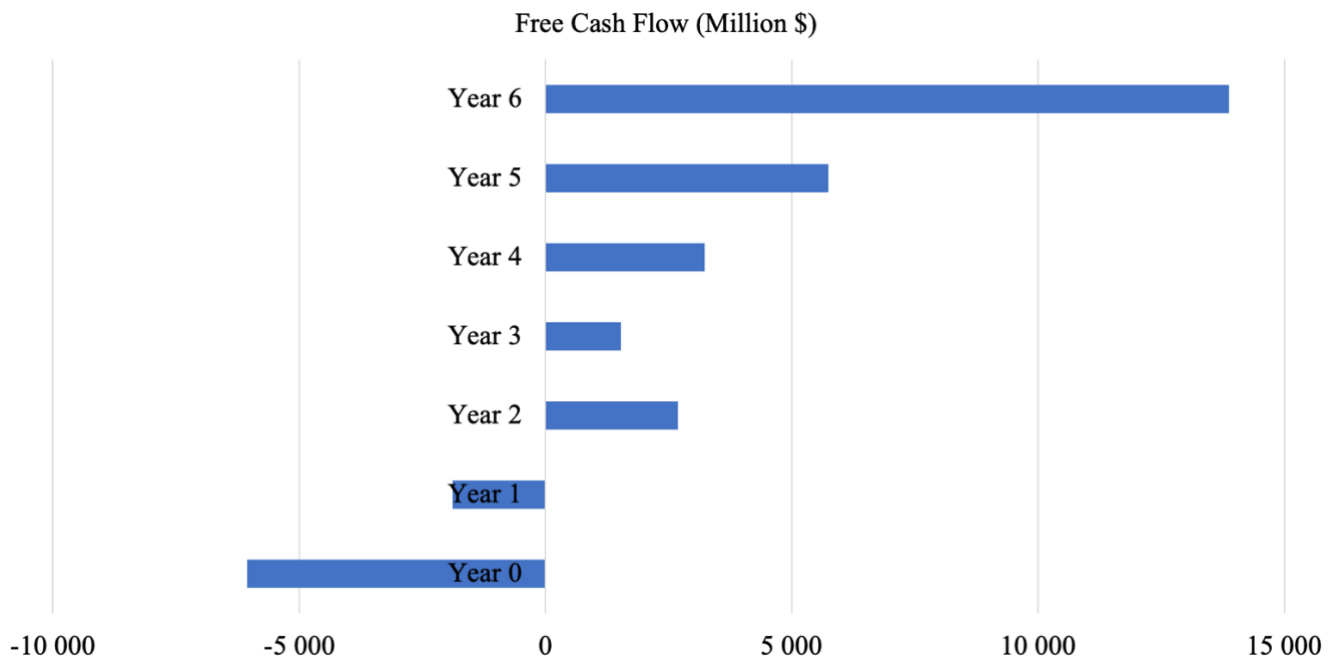 Free Cash Flow (Million $)
Year 6
Year 5
Year 4
Year 3
Year 2
Year 1
Year 0
-10 000 -5 000 0 5 000 10 000 15 000